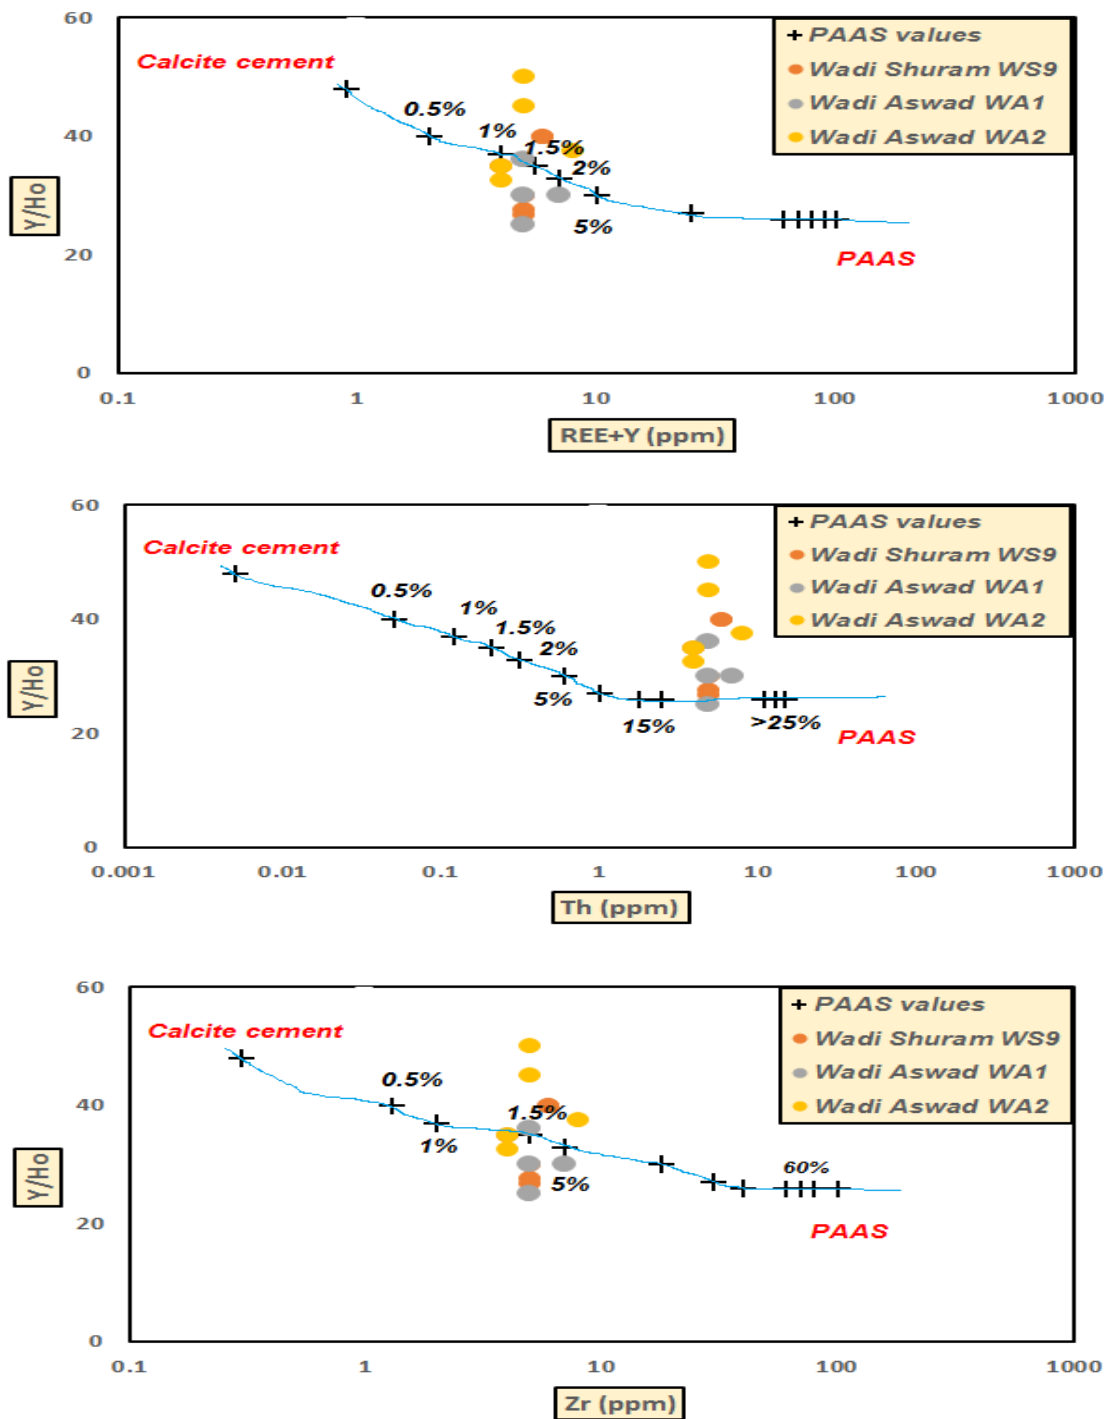 60
Calcite cement
PAAS values
Wadi Shuram WS9
Wadi Aswad WA1
Wadi Aswad WA2
0.5%
1%
1.5%
2%
5%
40
Y/Ho
20
PAAS
0
0.1
1
10
100
1000
REE+Y (ppm)
60
Calcite cement
PAAS values
Wadi Shuram WS9
Wadi Aswad WA1
Wadi Aswad WA2
0.5%
1%
1.5%
2%
5%
15%
>25%
40
Y/Ho
20
PAAS
0
0.001
0.01
0.1
1
10
100
1000
Th (ppm)
60
Calcite cement
PAAS values
Wadi Shuram WS9
Wadi Aswad WA1
Wadi Aswad WA2
0.5%
1%
1.5%
5%
60%
40
Y/Ho
20
PAAS
0
0.1
1
10
100
1000
Zr (ppm)